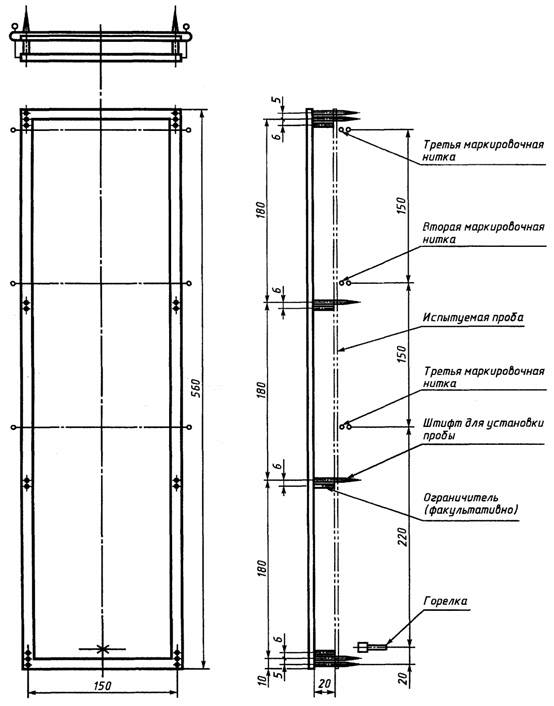 5
6
Третья маркировочная
нитка
180
150
Вторая маркировочная
нитка
6
Испытуемая проба
560
180
150
Третья маркировочная
нитка
Штифт для установки
пробы
6
Ограничитель
(факультативно)
180
220
Горелка
6
10
5
20
20
150